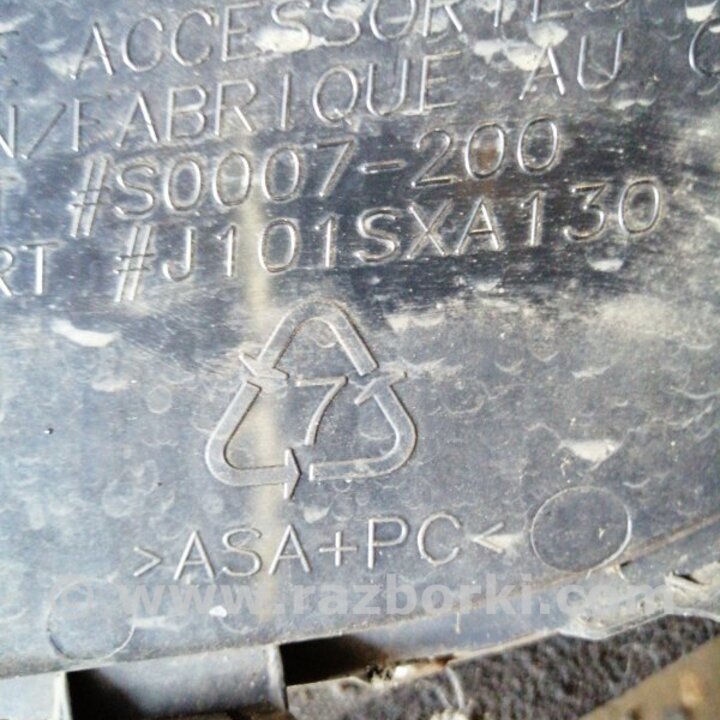 ACCESSORIES
N/FABRIQUE AU
#S0007-200
RT #J101SXA130
7
>ASA+PC<
© www.razborki.com